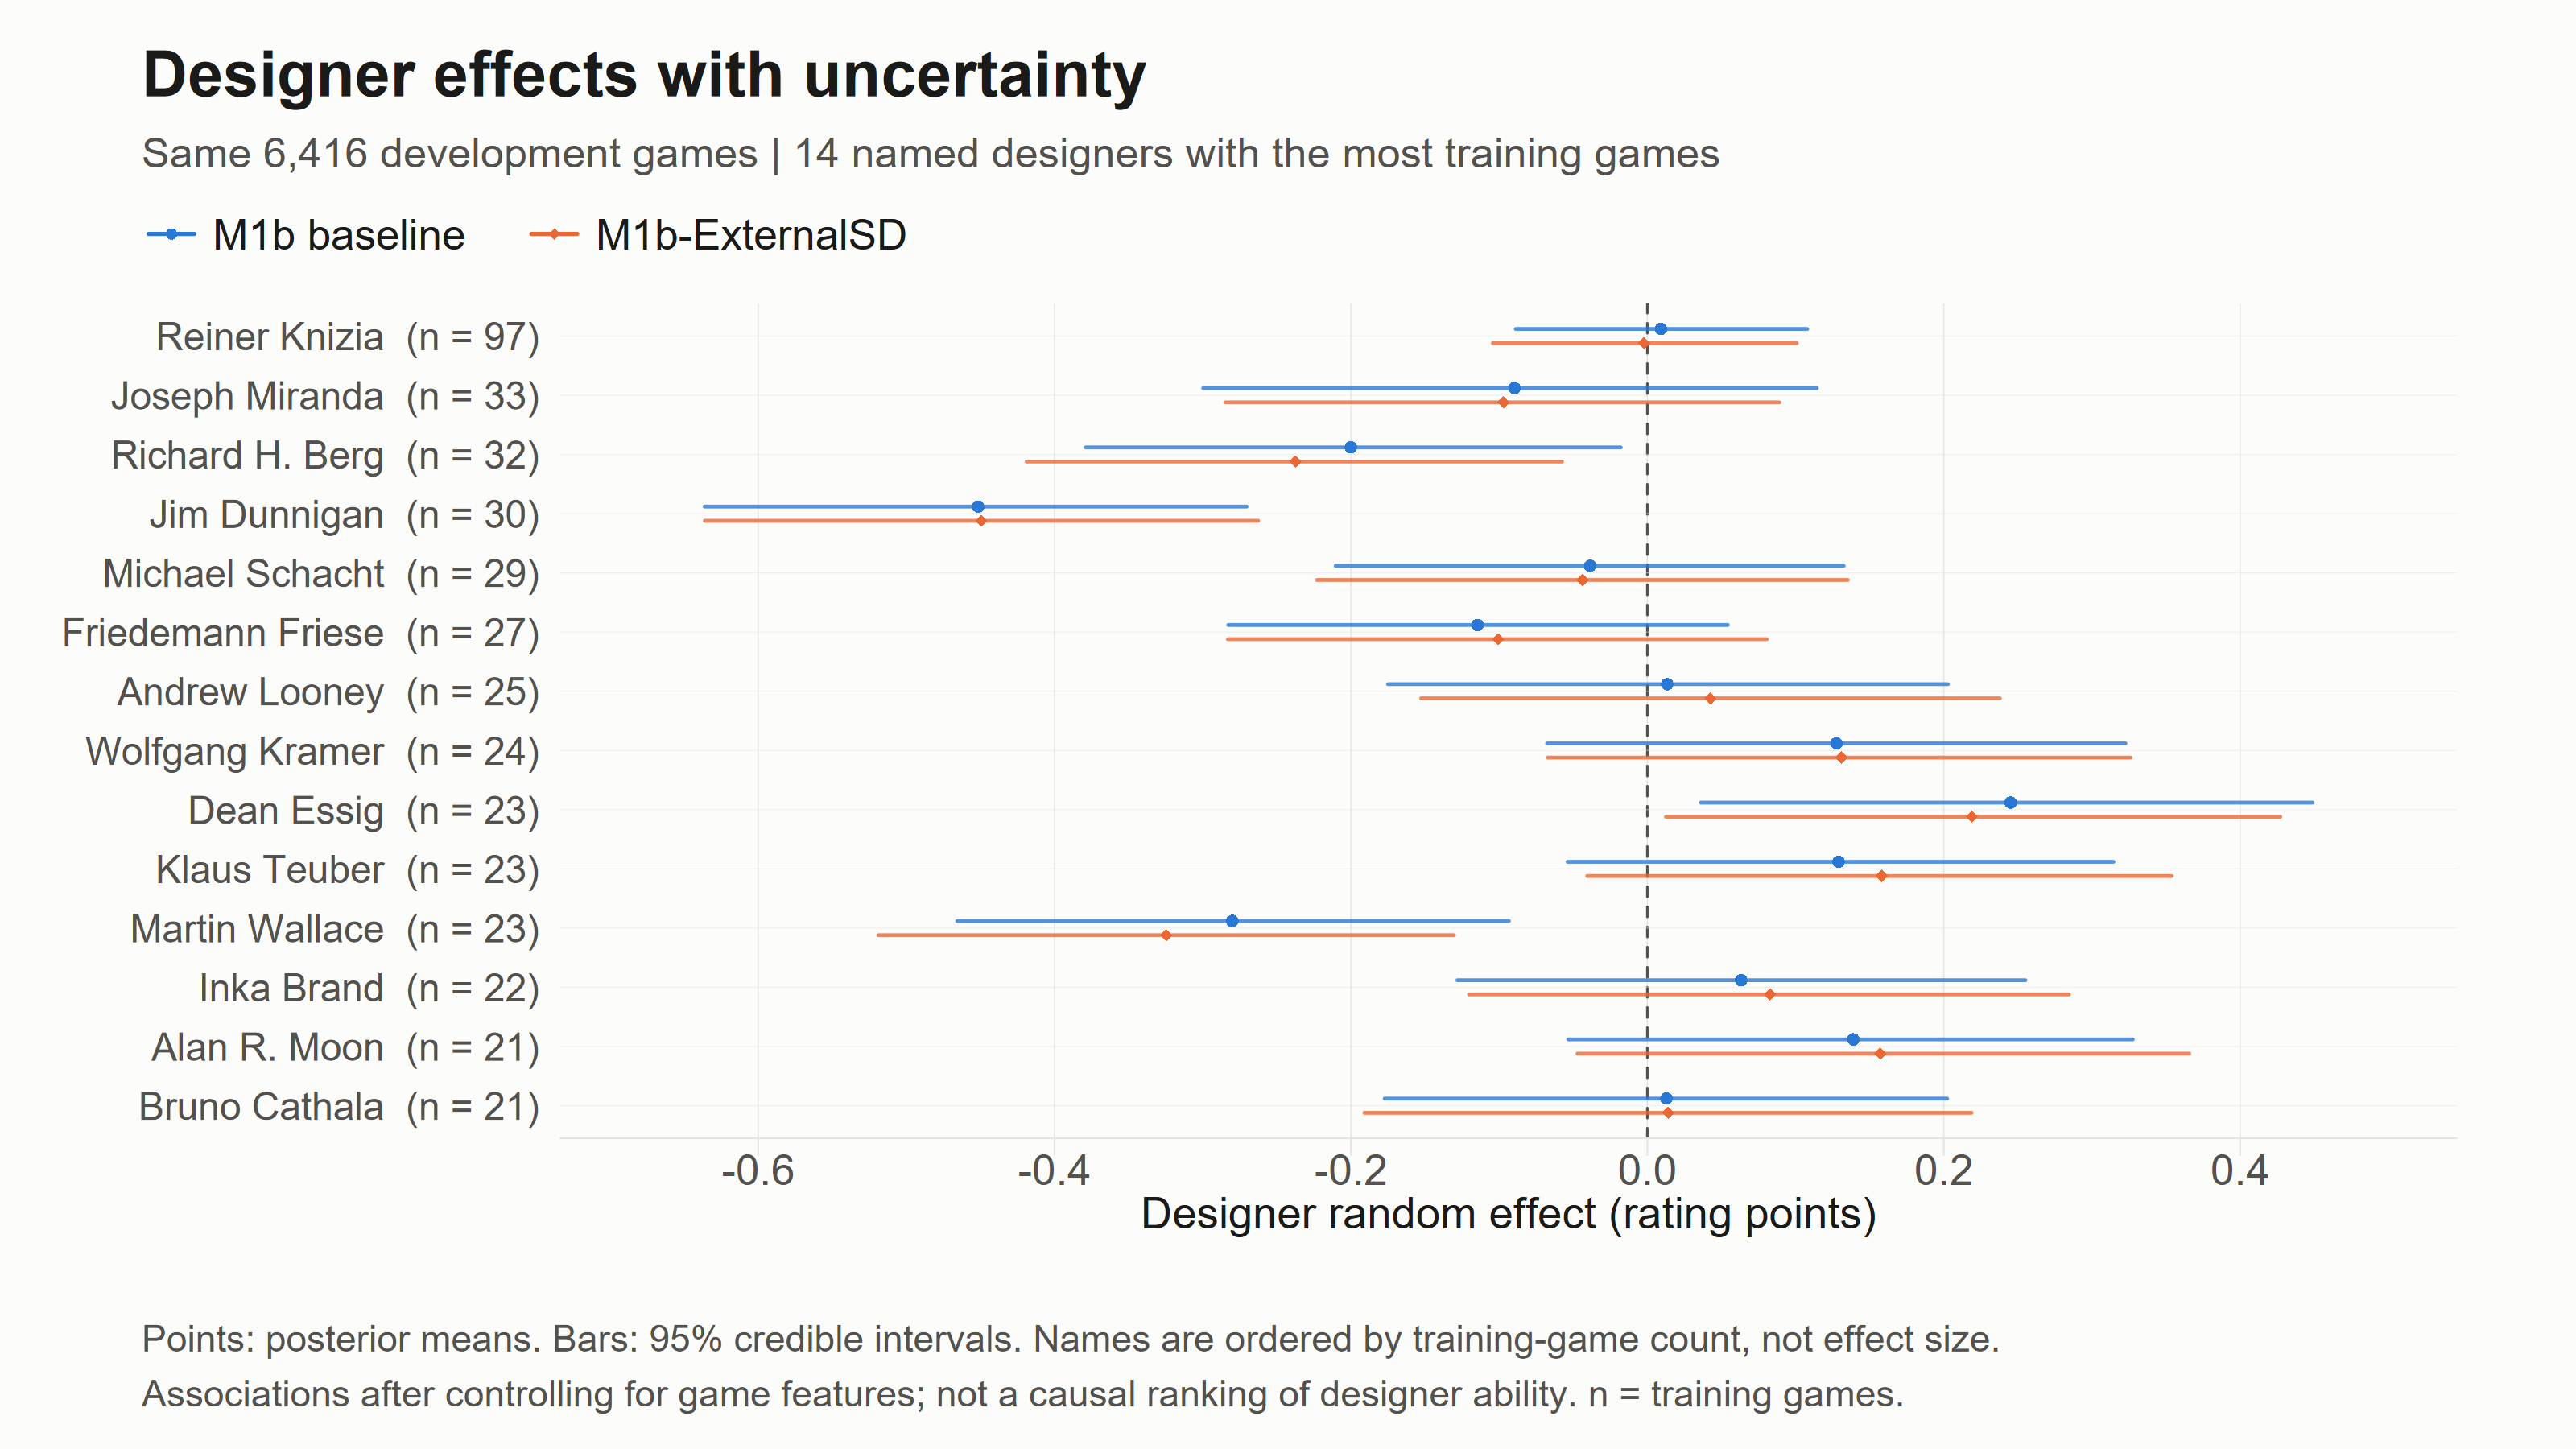 Designer effects with uncertainty
Same 6,416 development games | 14 named designers with the most training games
M1b baseline
M1b-ExternalSD
Reiner Knizia (n = 97)
Joseph Miranda (n = 33)
Richard H. Berg (n = 32)
Jim Dunnigan (n = 30)
Michael Schacht (n = 29)
Friedemann Friese (n = 27)
Andrew Looney (n = 25)
Wolfgang Kramer (n = 24)
Dean Essig (n = 23)
Klaus Teuber (n = 23)
Martin Wallace (n = 23)
Inka Brand (n = 22)
Alan R. Moon (n = 21)
Bruno Cathala (n = 21)
-0.6 -0.4 -0.2 0.0 0.2 0.4
Designer random effect (rating points)
Points: posterior means. Bars: 95% credible intervals. Names are ordered by training-game count, not effect size.
Associations after controlling for game features; not a causal ranking of designer ability. n = training games.